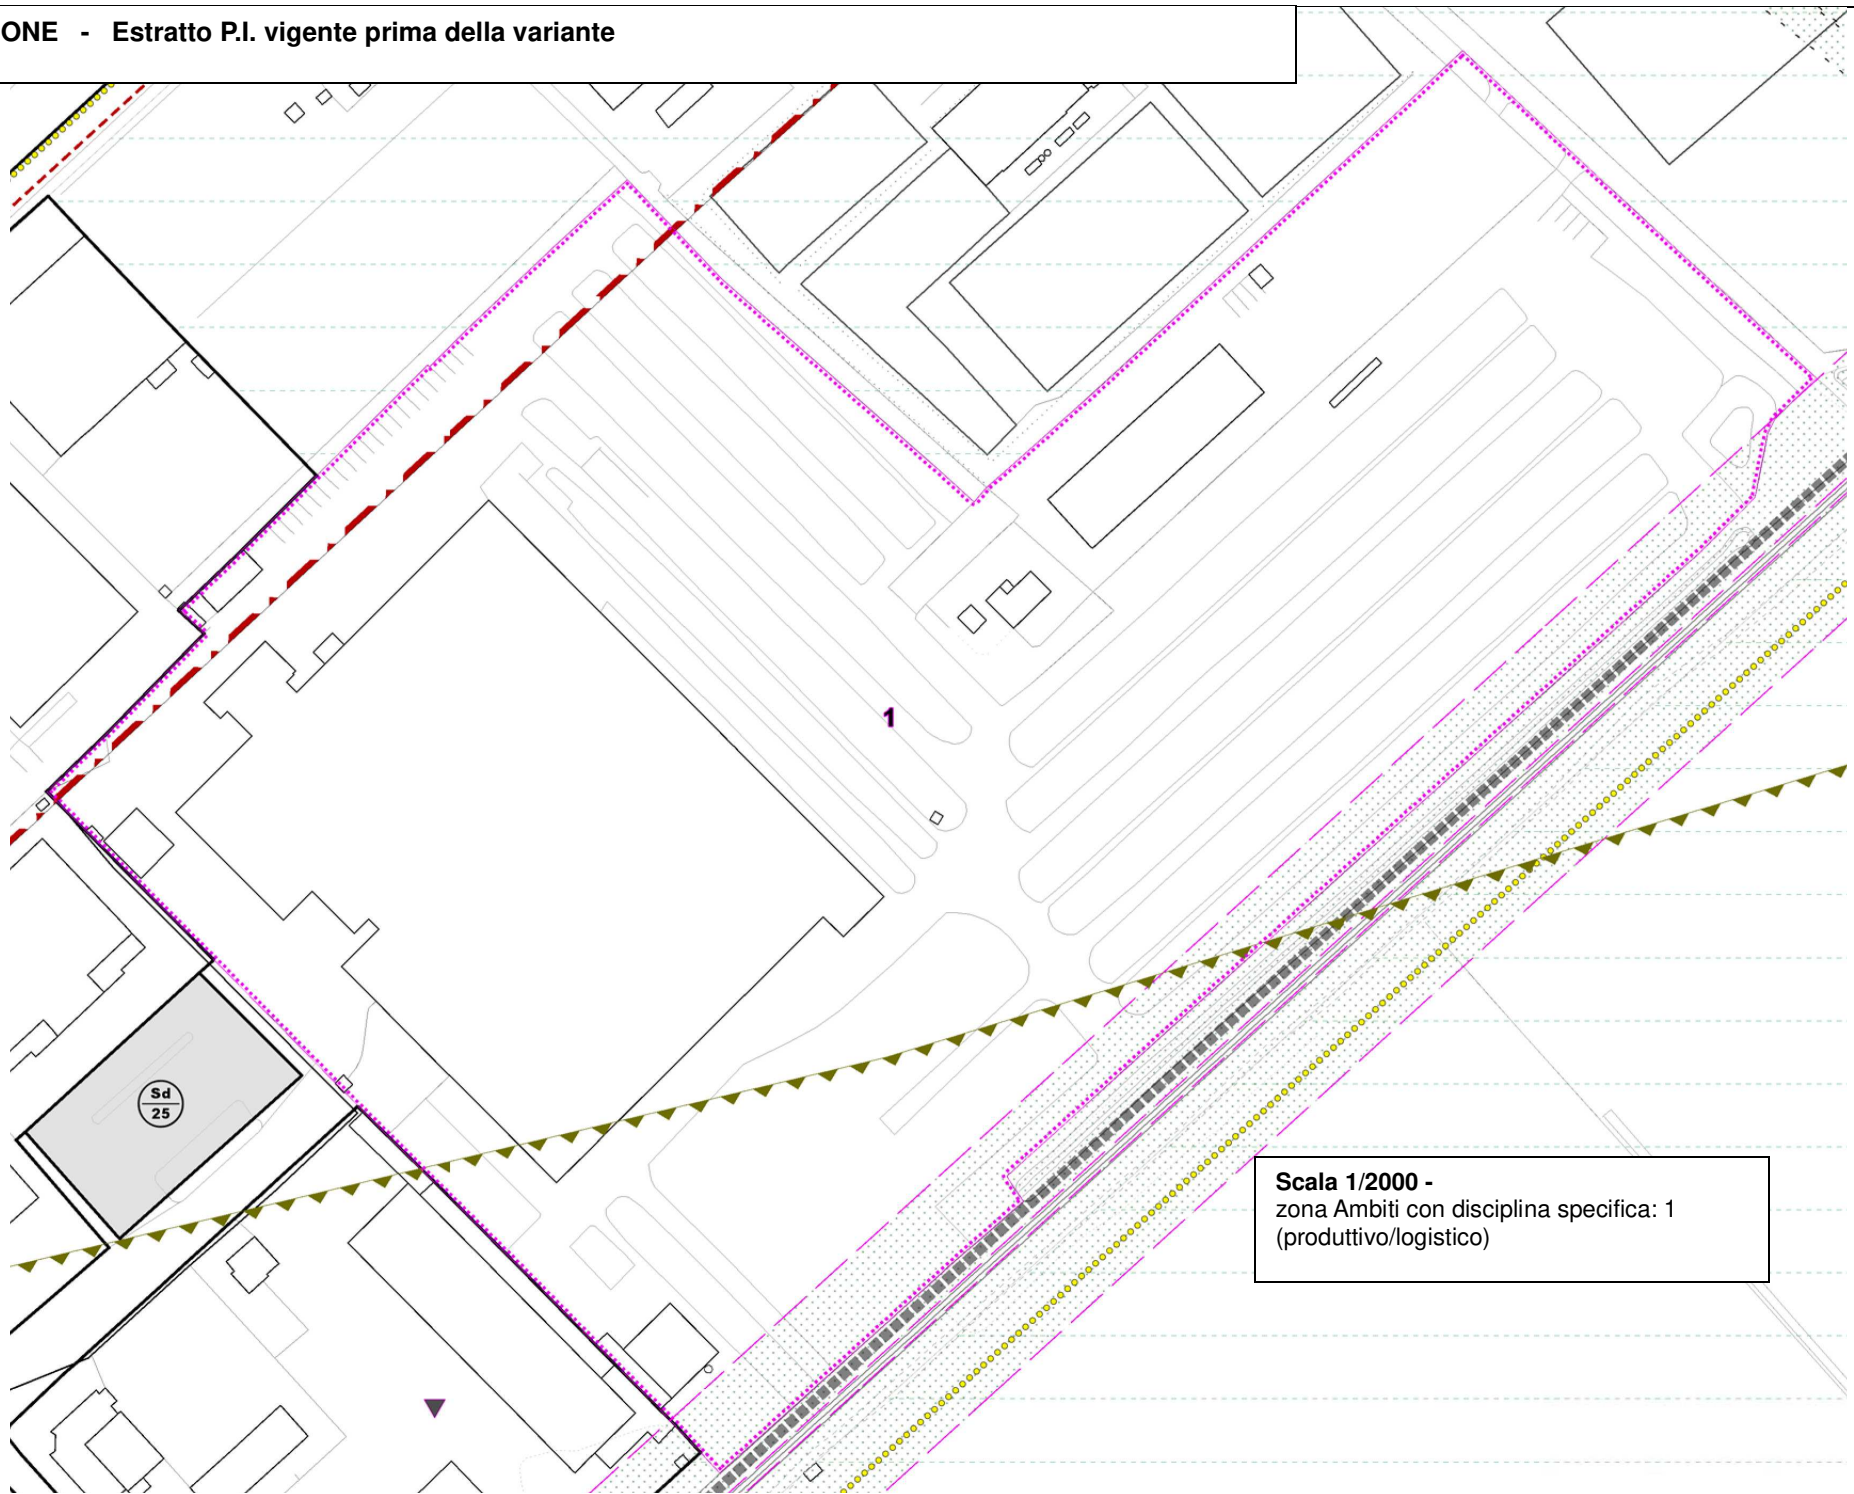 ONE - Estratto P.I. vigente prima della variante
1
Sd
25
Scala 1/2000 -
zona Ambiti con disciplina specifica: 1
(produttivo/logistico)